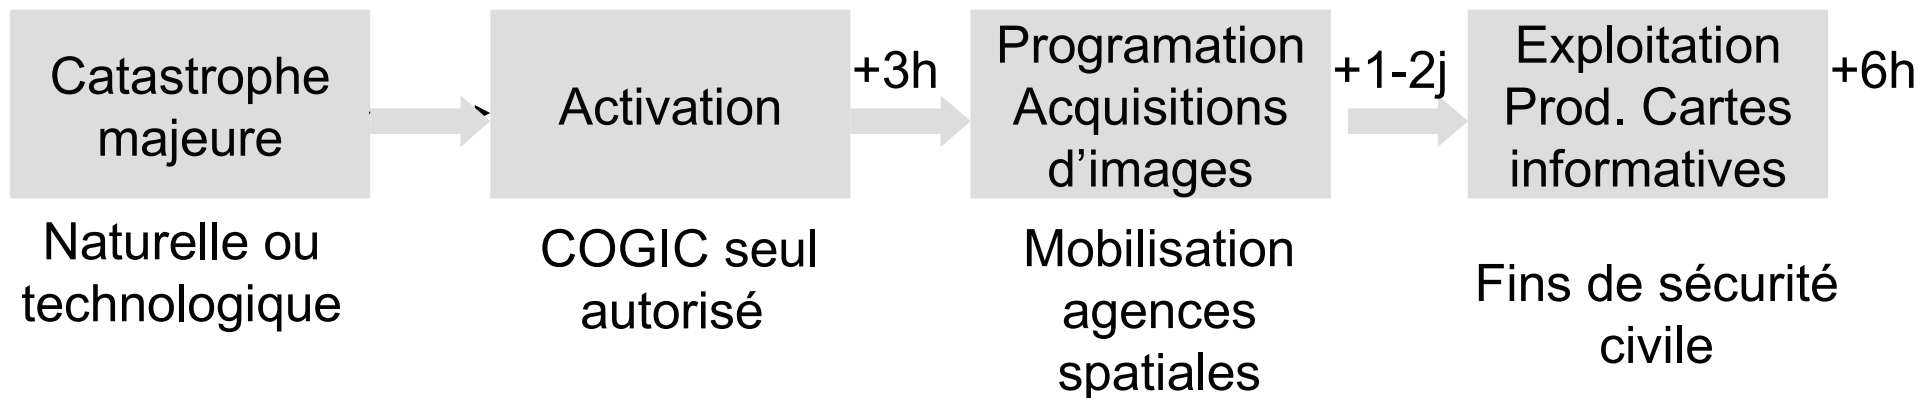 Catastrophe
majeure
Naturelle ou
technologique
Activation
COGIC seul
autorisé
+3h
Programation
Acquisitions
d’images
Mobilisation
agences
spatiales
+1-2j
Exploitation
Prod. Cartes
informatives
Fins de sécurité
civile
+6h